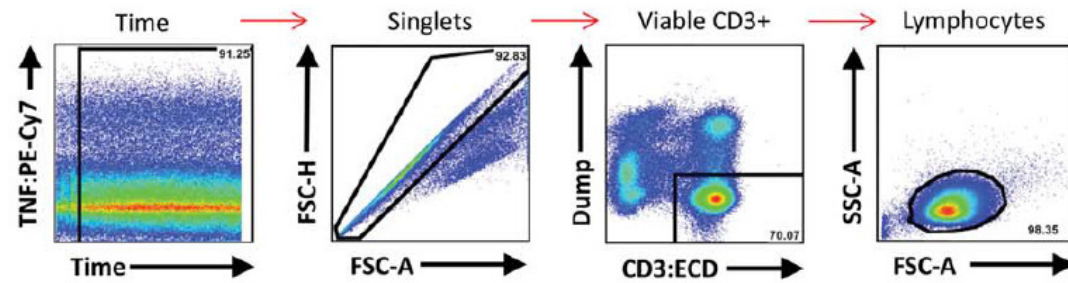 Time
Singlets
Viable CD3+
Lymphocytes
91.25
92.83
70.07
98.35
TNF:PE-Cy7
FSC-H
Dump
SSC-A
Time
FSC-A
CD3:ECD
FSC-A